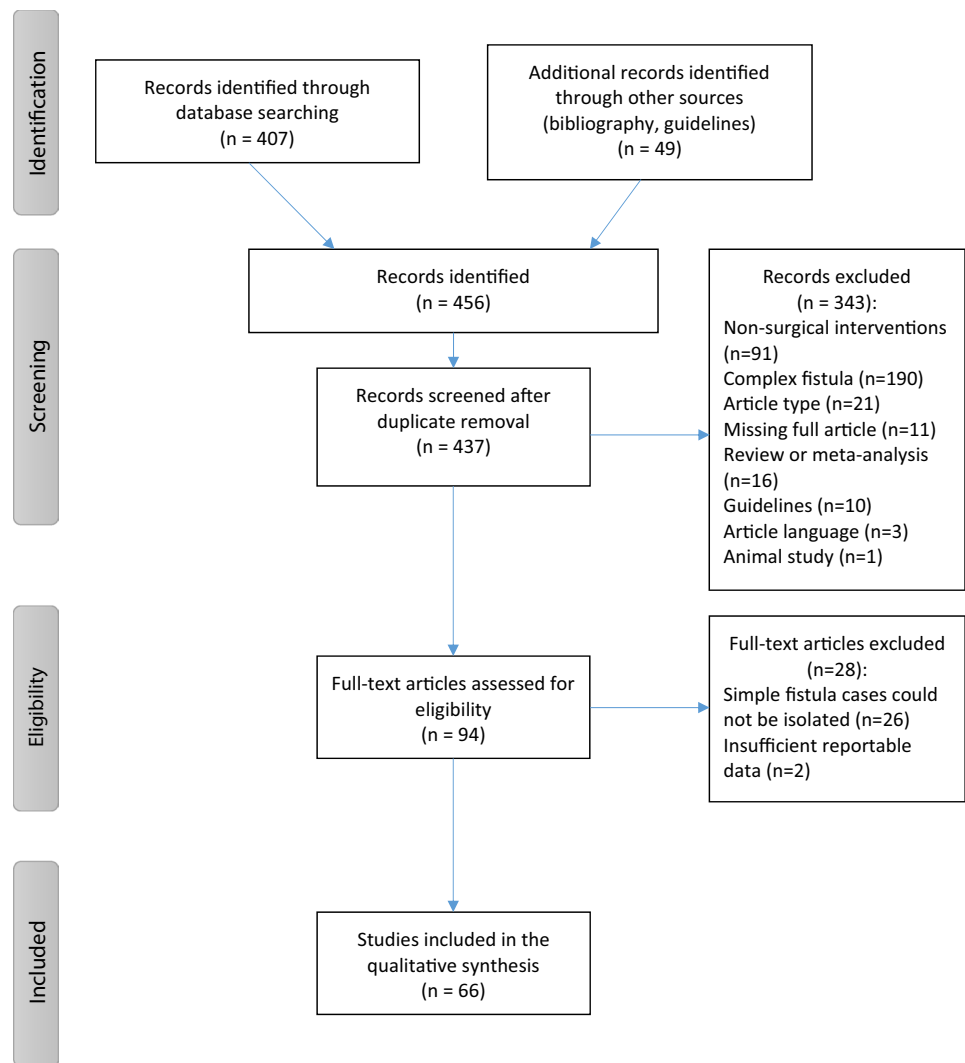 Identification
Records identified through
database searching
(n = 407)
Additional records identified
through other sources
(bibliography, guidelines)
(n = 49)
Screening
Records identified
(n = 456)
Records screened after
duplicate removal
(n = 437)
Records excluded
(n = 343):
Non-surgical interventions
(n=91)
Complex fistula (n=190)
Article type (n=21)
Missing full article (n=11)
Review or meta-analysis
(n=16)
Guidelines (n=10)
Article language (n=3)
Animal study (n=1)
Eligibility
Full-text articles assessed for
eligibility
(n = 94)
Full-text articles excluded
(n=28):
Simple fistula cases could
not be isolated (n=26)
Insufficient reportable
data (n=2)
Included
Studies included in the
qualitative synthesis
(n = 66)